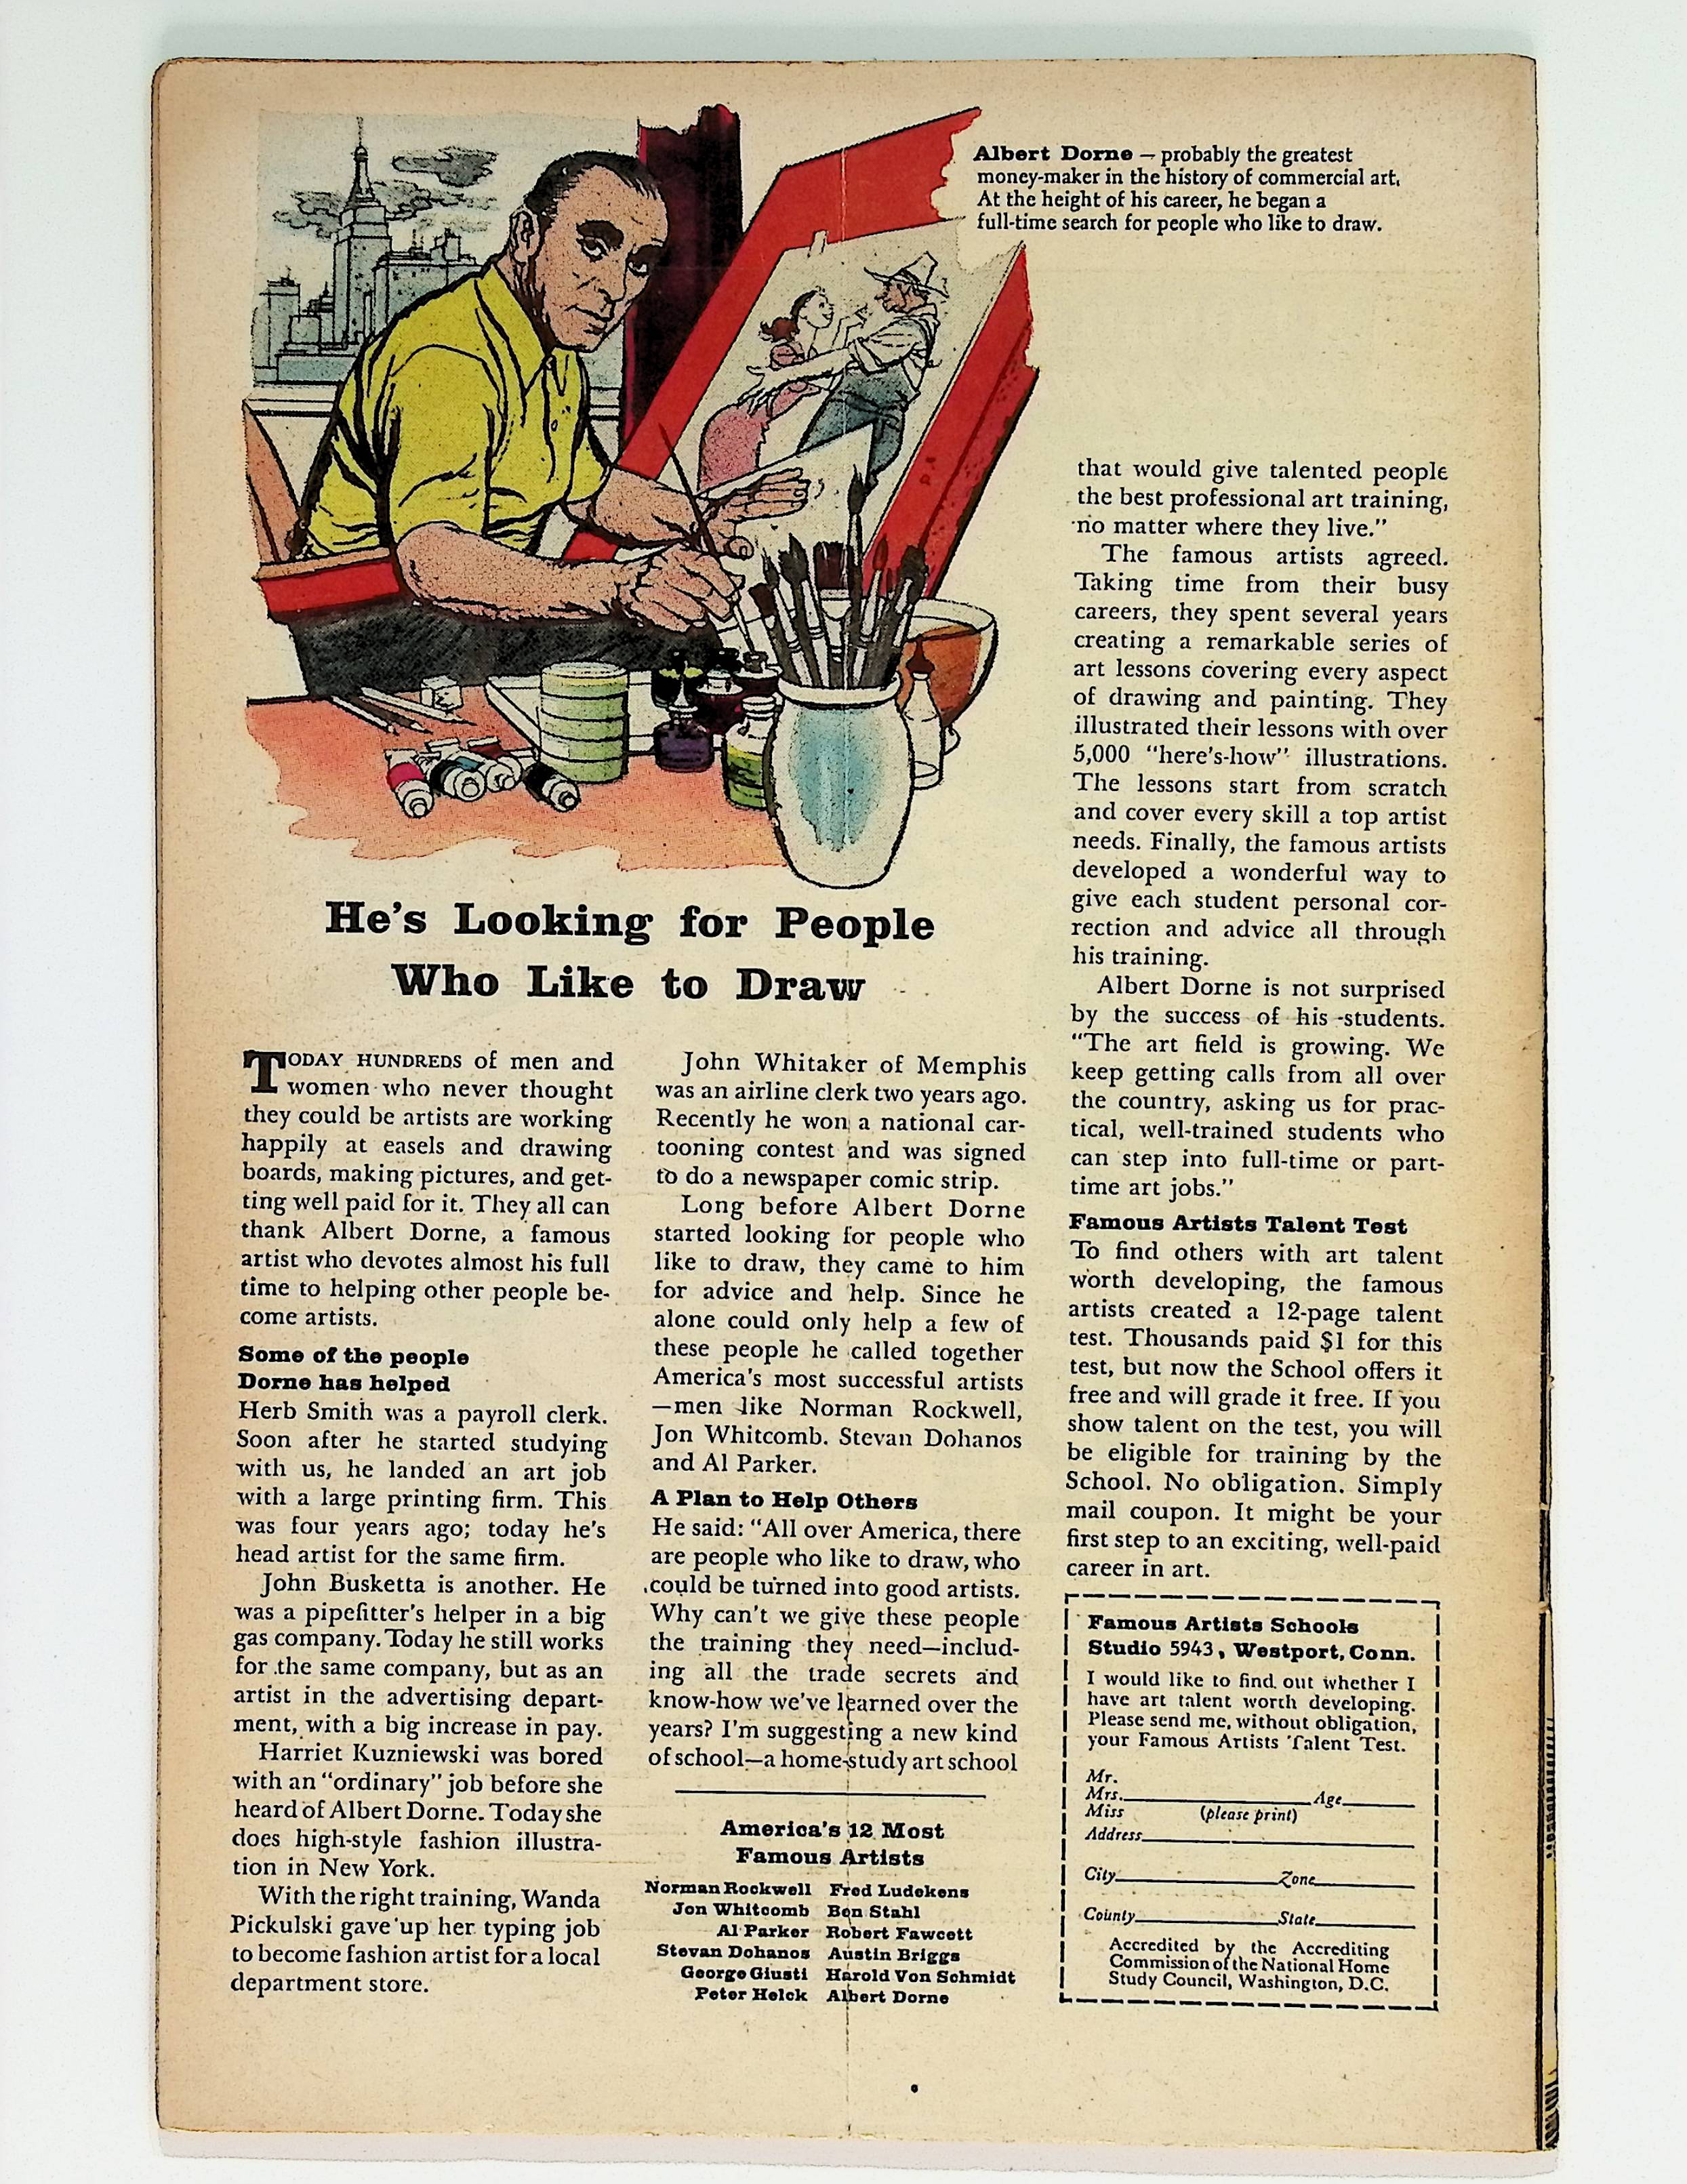 Albert Dorne — probably the greatest
money-maker in the history of commercial art.
At the height of his career, he began a
full-time search for people who like to draw.
He's Looking for People
Who Like to Draw
TODAY HUNDREDS of men and
women who never thought
they could be artists are working
happily at easels and drawing
boards, making pictures, and get-
ting well paid for it. They all can
thank Albert Dorne, a famous
artist who devotes almost his full
time to helping other people be-
come artists.
Some of the people
Dorne has helped
Herb Smith was a payroll clerk.
Soon after he started studying
with us, he landed an art job
with a large printing firm. This
was four years ago; today he's
head artist for the same firm.
John Busketta is another. He
was a pipefitter's helper in a big
gas company. Today he still works
for the same company, but as an
artist in the advertising depart-
ment, with a big increase in pay.
Harriet Kuzniewski was bored
with an "ordinary" job before she
heard of Albert Dorne. Today she
does high-style fashion illustra-
tion in New York.
With the right training, Wanda
Pickulski gave up her typing job
to become fashion artist for a local
department store.
John Whitaker of Memphis
was an airline clerk two years ago.
Recently he won a national car-
tooning contest and was signed
to do a newspaper comic strip.
Long before Albert Dorne
started looking for people who
like to draw, they came to him
for advice and help. Since he
alone could only help a few of
these people he called together
America's most successful artists
—men like Norman Rockwell,
Jon Whitcomb. Stevan Dohanos
and Al Parker.
A Plan to Help Others
He said: "All over America, there
are people who like to draw, who
could be turned into good artists.
Why can't we give these people
the training they need—includ-
ing all the trade secrets and
know-how we've learned over the
years? I'm suggesting a new kind
of school—a home-study art school
America's 12 Most
Famous Artists
Norman Rockwell Fred Ludekens
Jon Whitcomb Ben Stahl
Al Parker Robert Fawcett
Stevan Dohanos Austin Briggs
George Giusti Harold Von Schmidt
Peter Helck Albert Dorne
that would give talented people
the best professional art training,
no matter where they live."
The famous artists agreed.
Taking time from their busy
careers, they spent several years
creating a remarkable series of
art lessons covering every aspect
of drawing and painting. They
illustrated their lessons with over
5,000 "here's-how" illustrations.
The lessons start from scratch
and cover every skill a top artist
needs. Finally, the famous artists
developed a wonderful way to
give each student personal cor-
rection and advice all through
his training.
Albert Dorne is not surprised
by the success of his students.
"The art field is growing. We
keep getting calls from all over
the country, asking us for prac-
tical, well-trained students who
can step into full-time or part-
time art jobs."
Famous Artists Talent Test
To find others with art talent
worth developing, the famous
artists created a 12-page talent
test. Thousands paid $1 for this
test, but now the School offers it
free and will grade it free. If you
show talent on the test, you will
be eligible for training by the
School. No obligation. Simply
mail coupon. It might be your
first step to an exciting, well-paid
career in art.
Famous Artists Schools
Studio 5943, Westport, Conn.
I would like to find out whether I
have art talent worth developing.
Please send me, without obligation,
your Famous Artists Talent Test.
Mr.
Mrs. Age
Miss (please print)
Address
City Zone
County State
Accredited by the Accrediting
Commission of the National Home
Study Council, Washington, D.C.